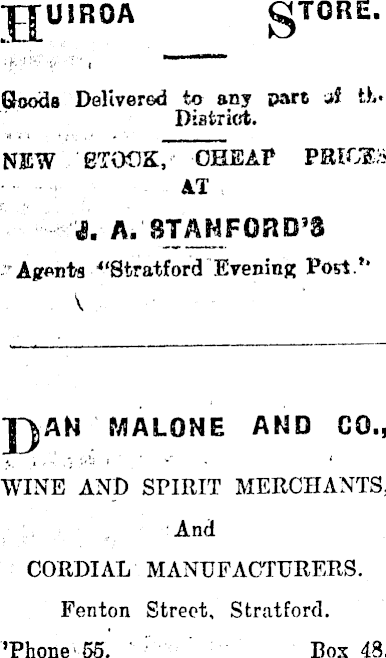 HUIROA STORE.
Goods Delivered to any part of the
District.
NEW STOCK, CHEAP PRICES
AT
J. A. STANFORD'S
Agents "Stratford Evening Post."
DAN MALONE AND CO.,
WINE AND SPIRIT MERCHANTS,
And
CORDIAL MANUFACTURERS.
Fenton Street, Stratford.
'Phone 55. Box 48.